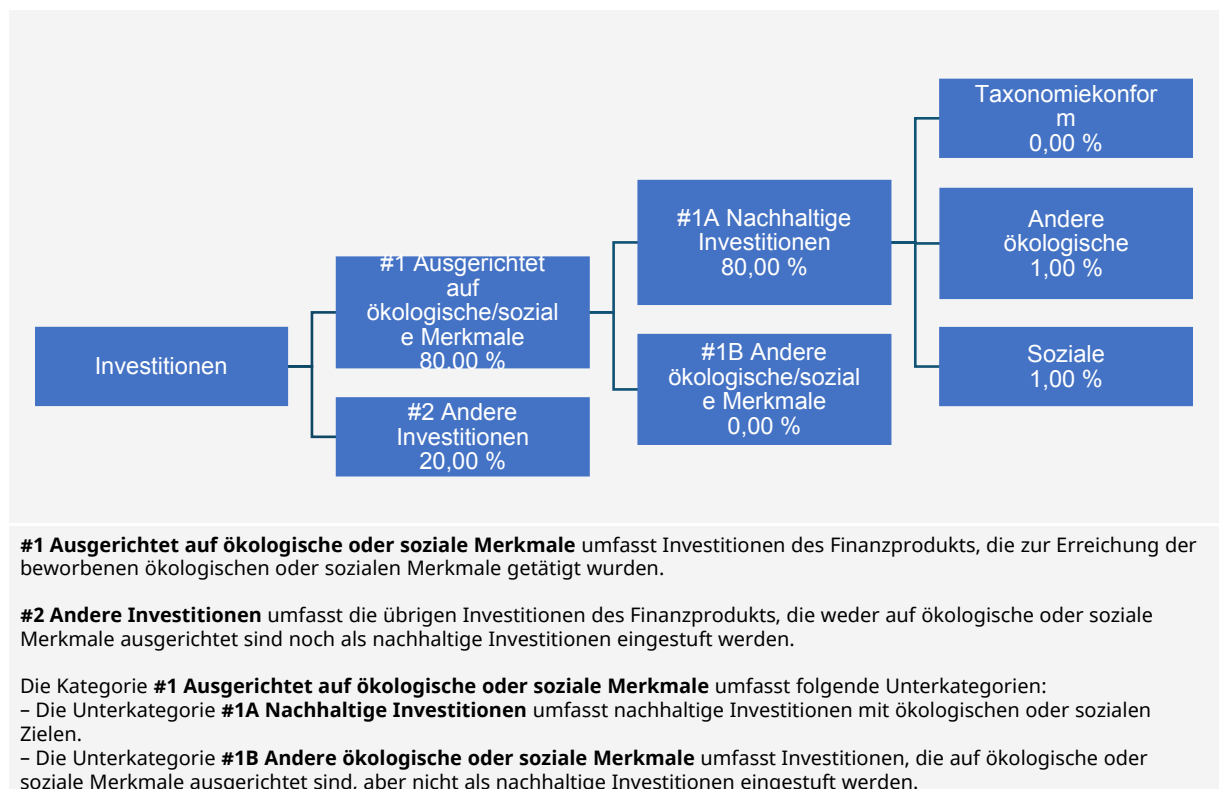 Investitionen
#1 Ausgerichtet
auf
ökologische/sozial
e Merkmale
80,00 %
#2 Andere
Investitionen
20,00 %
#1A Nachhaltige
Investitionen
80,00 %
#1B Andere
ökologische/sozial
e Merkmale
0,00 %
Taxonomiekonfor
m
0,00 %
Andere
ökologische
1,00 %
Soziale
1,00 %
#1 Ausgerichtet auf ökologische oder soziale Merkmale umfasst Investitionen des Finanzprodukts, die zur Erreichung der
beworbenen ökologischen oder sozialen Merkmale getätigt wurden.
#2 Andere Investitionen umfasst die übrigen Investitionen des Finanzprodukts, die weder auf ökologische oder soziale
Merkmale ausgerichtet sind noch als nachhaltige Investitionen eingestuft werden.
Die Kategorie #1 Ausgerichtet auf ökologische oder soziale Merkmale umfasst folgende Unterkategorien:
– Die Unterkategorie #1A Nachhaltige Investitionen umfasst nachhaltige Investitionen mit ökologischen oder sozialen
Zielen.
– Die Unterkategorie #1B Andere ökologische oder soziale Merkmale umfasst Investitionen, die auf ökologische oder
soziale Merkmale ausgerichtet sind, aber nicht als nachhaltige Investitionen eingestuft werden.